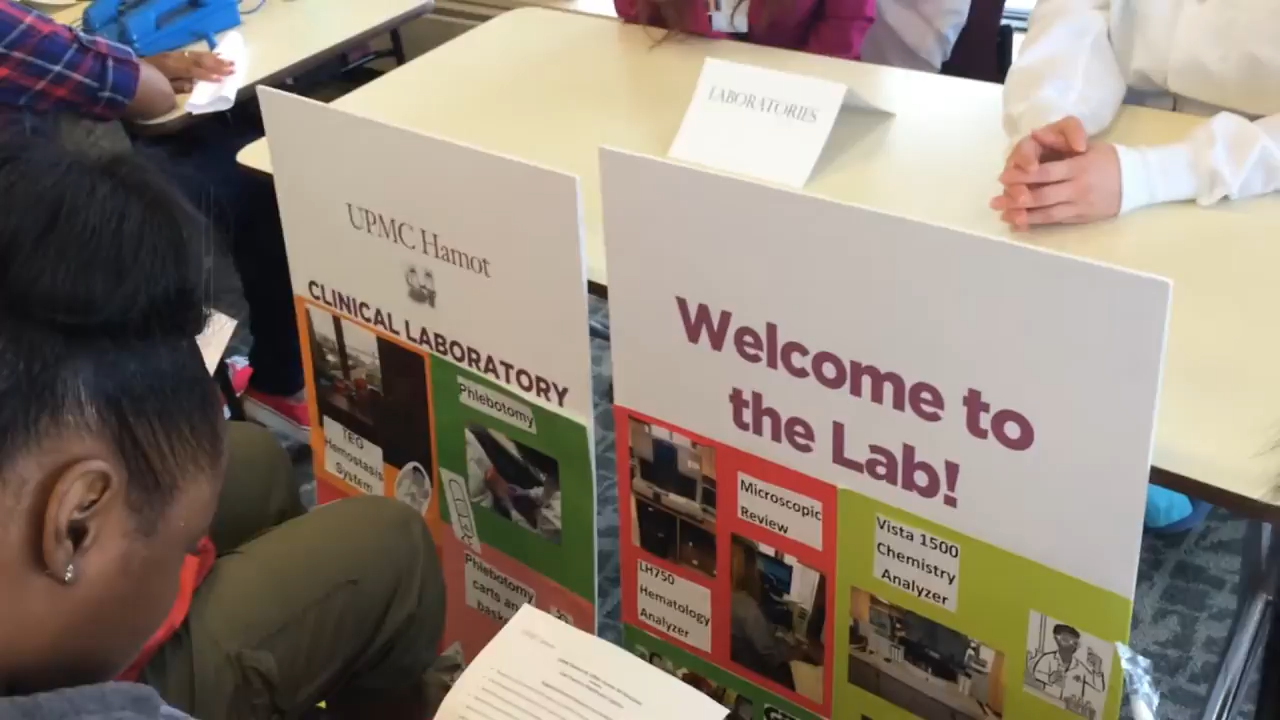 LABORATORIES
UPMC Hamot
CLINICAL LABORATORY
Phlebotomy
TEG
Hemostasis
System
Phlebotomy
carts and
Welcome to
the Lab!
Microscopic
Review
Vista 1500
Chemistry
Analyzer
LH750
Hematology
Analyzer